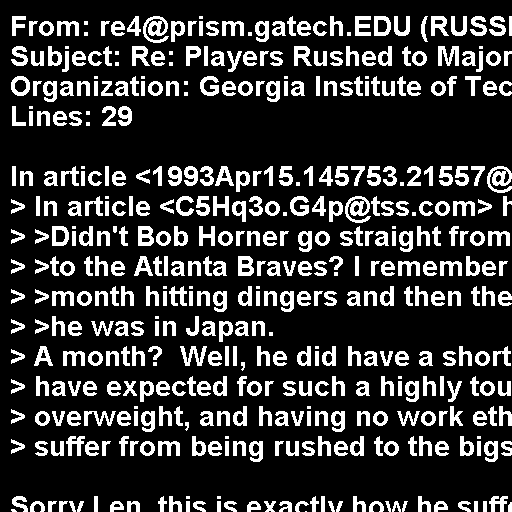 From: re4@prism.gatech.EDU (RUSSE
Subject: Re: Players Rushed to Major
Organization: Georgia Institute of Tec
Lines: 29

In article <1993Apr15.145753.21557@
> In article <C5Hq3o.G4p@tss.com> h
> >Didn't Bob Horner go straight from
> >to the Atlanta Braves? I remember
> >month hitting dingers and then the
> >he was in Japan.
> A month?  Well, he did have a short
> have expected for such a highly tou
> overweight, and having no work eth
> suffer from being rushed to the bigs

Sorry Len, this is exactly how he suffe